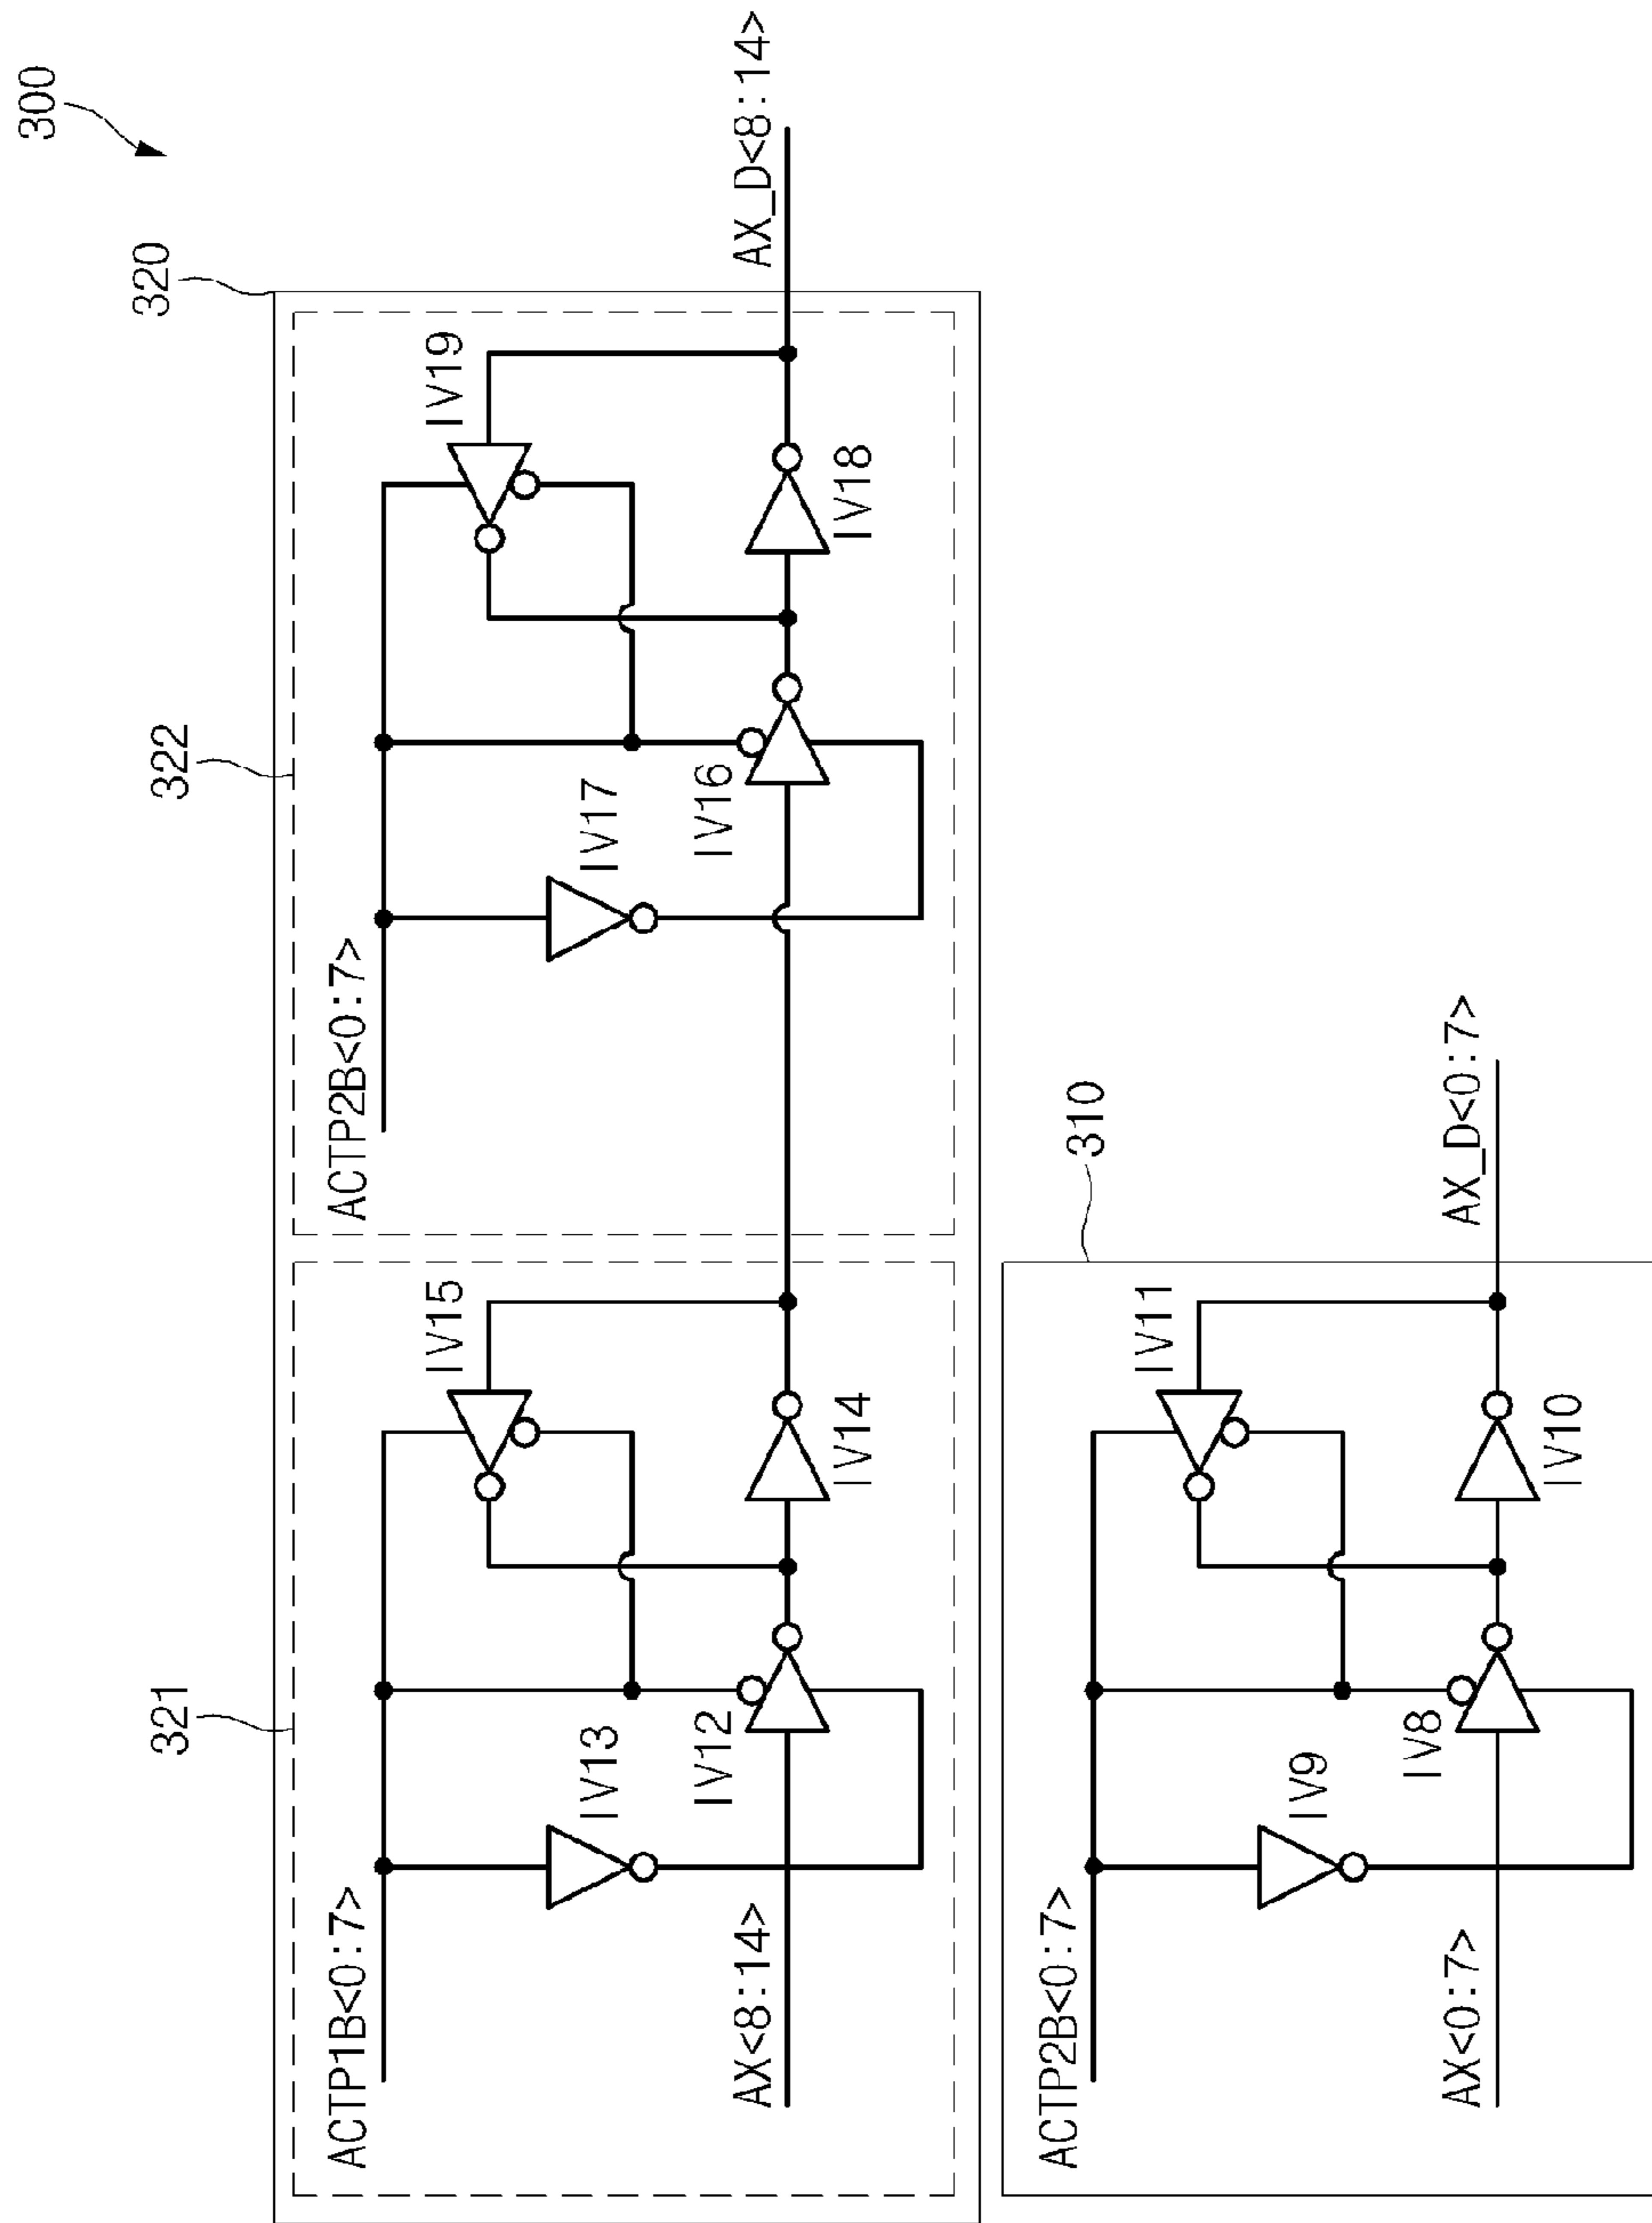 300
320
322
321
ACTP1B<0:7>
IV13
IV12
AX<8:14>
IV15
IV14
ACTP2B<0:7>
IV17
IV16
IV19
IV18
AX_D<8:14>
310
ACTP2B<0:7>
IV9
IV8
AX<0:7>
IV11
IV10
AX_D<0:7>